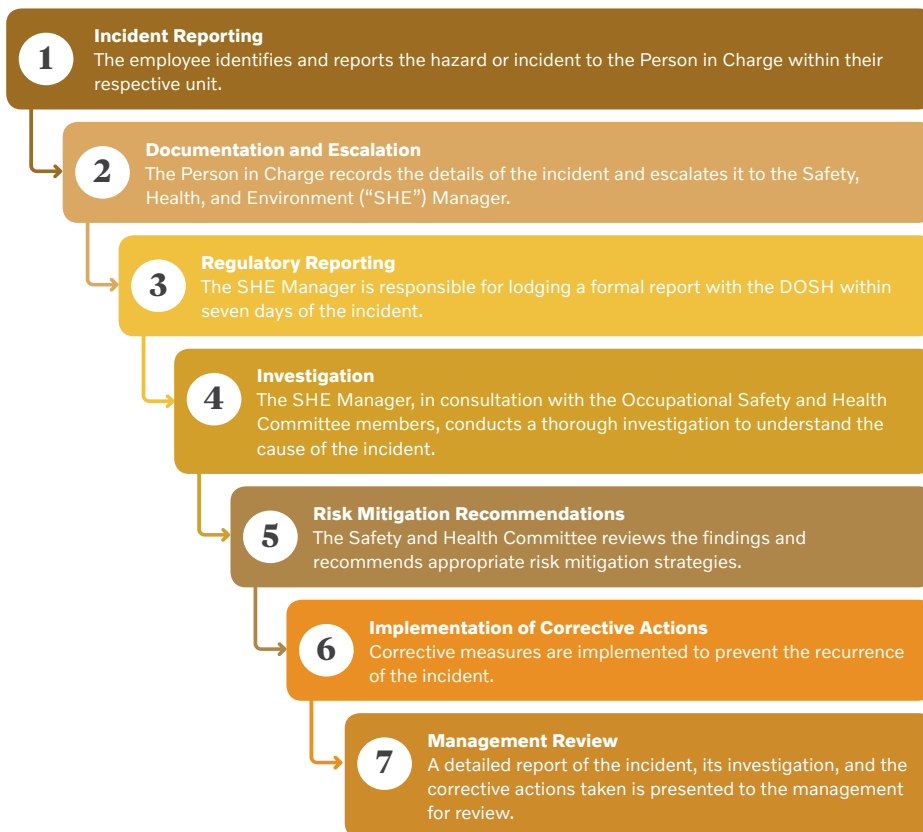 1
Incident Reporting
The employee identifies and reports the hazard or incident to the Person in Charge within their
respective unit.
2
Documentation and Escalation
The Person in Charge records the details of the incident and escalates it to the Safety,
Health, and Environment (“SHE”) Manager.
3
Regulatory Reporting
The SHE Manager is responsible for lodging a formal report with the DOSH within
seven days of the incident.
4
Investigation
The SHE Manager, in consultation with the Occupational Safety and Health
Committee members, conducts a thorough investigation to understand the
cause of the incident.
5
Risk Mitigation Recommendations
The Safety and Health Committee reviews the findings and
recommends appropriate risk mitigation strategies.
6
Implementation of Corrective Actions
Corrective measures are implemented to prevent the recurrence
of the incident.
7
Management Review
A detailed report of the incident, its investigation, and the
corrective actions taken is presented to the management
for review.